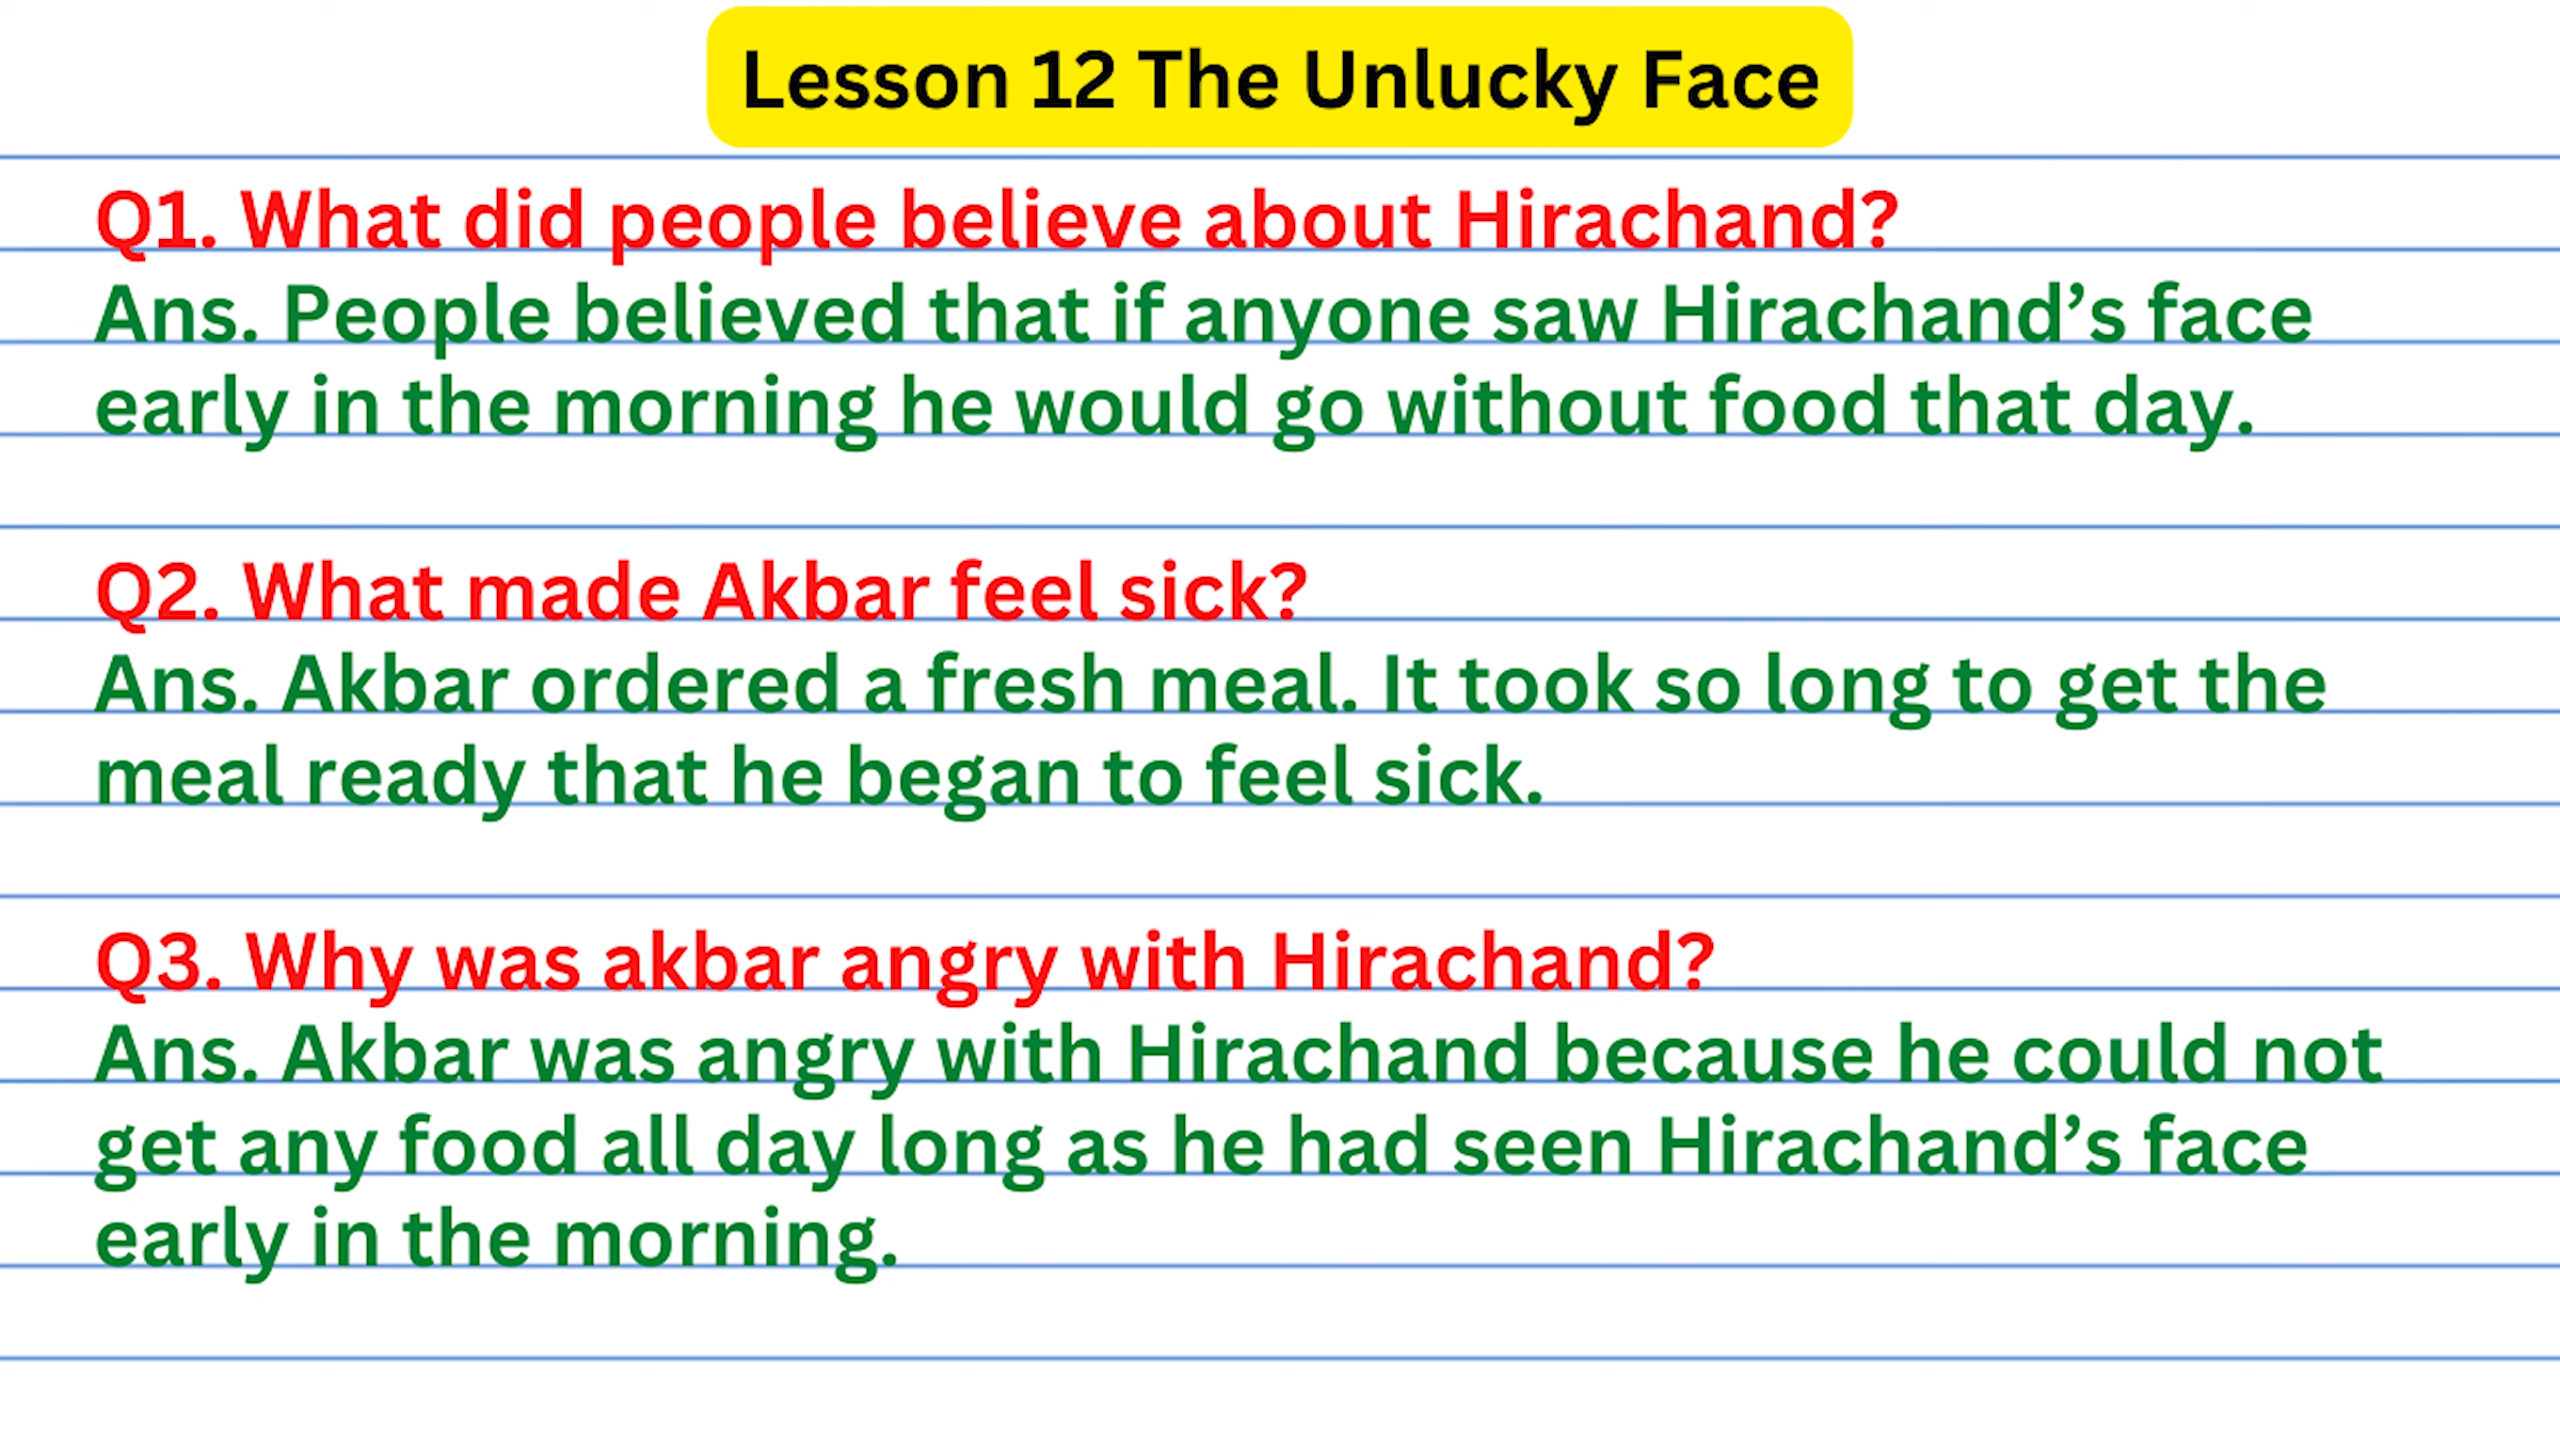 Lesson 12 The Unlucky Face
Q1. What did people believe about Hirachand?
Ans. People believed that if anyone saw Hirachand’s face
early in the morning he would go without food that day.
Q2. What made Akbar feel sick?
Ans. Akbar ordered a fresh meal. It took so long to get the
meal ready that he began to feel sick.
Q3. Why was akbar angry with Hirachand?
Ans. Akbar was angry with Hirachand because he could not
get any food all day long as he had seen Hirachand’s face
early in the morning.